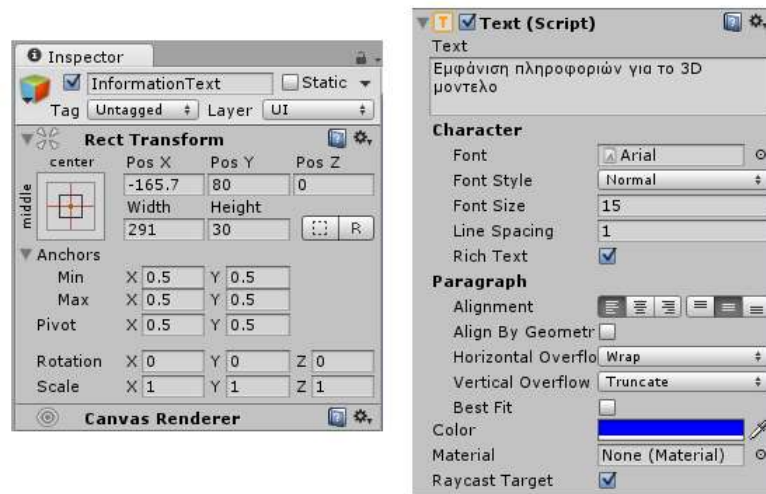 Inspector
InformationText Static
Tag Untagged Layer UI
Rect Transform
center Pos X Pos Y Pos Z
middle
-165.7 80 0
Width Height
291 30 R
Anchors
Min X 0.5 Y 0.5
Max X 0.5 Y 0.5
Pivot X 0.5 Y 0.5
Rotation X 0 Y 0 Z 0
Scale X 1 Y 1 Z 1
Canvas Renderer
T Text (Script)
Text
Εμφάνιση πληροφοριών για το 3D
μοντελο
Character
Font Arial
Font Style Normal
Font Size 15
Line Spacing 1
Rich Text
Paragraph
Alignment
Align By Geometr
Horizontal Overflo Wrap
Vertical Overflow Truncate
Best Fit
Color
Material None (Material)
Raycast Target